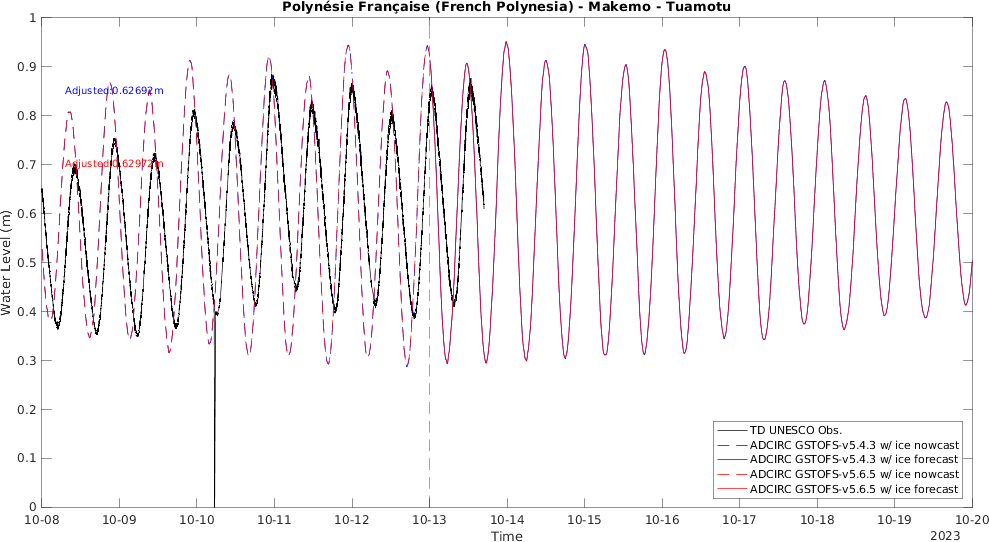 Polynésie Française (French Polynesia) - Makemo - Tuamotu
Water Level (m)
1
0.9
0.8
0.7
0.6
0.5
0.4
0.3
0.2
0.1
0
Adjusted:0.62692m
Adjusted:0.62972m
TD UNESCO Obs.
ADCIRC GSTOFS-v5.4.3 w/ ice nowcast
ADCIRC GSTOFS-v5.4.3 w/ ice forecast
ADCIRC GSTOFS-v5.6.5 w/ ice nowcast
ADCIRC GSTOFS-v5.6.5 w/ ice forecast
10-08 10-09 10-10 10-11 10-12 10-13 10-14 10-15 10-16 10-17 10-18 10-19 10-20
Time
2023